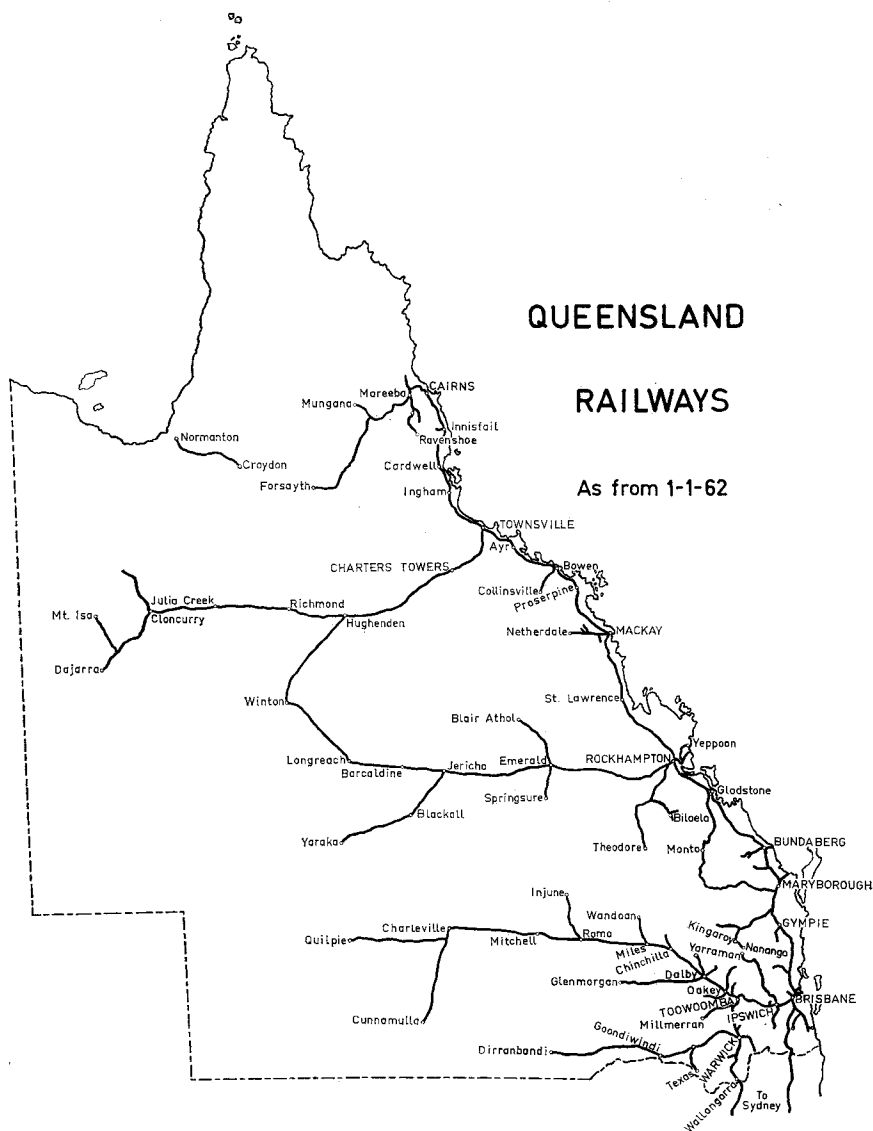 QUEENSLAND
RAILWAYS
As from 1-1-62
CAIRNS
Mareeba
Mungana
Innisfail
Ravenshoe
Normanton
Croydon
Cardwell
Forsayth
Ingham
TOWNSVILLE
Ayr
CHARTERS TOWERS
Bowen
Collinsville
Proserpine
Julia Creek
Richmond
Mt. Isa
Cloncurry
Hughenden
Netherdale
MACKAY
Dajarra
Winton
St. Lawrence
Blair Athol
Yeppoon
Longreach
Barcaldine
Jericho
Emerald
ROCKHAMPTON
Springsure
Gladstone
Blackall
Biloela
Yaraka
Theodore
Monto
BUNDABERG
MARYBOROUGH
Injune
Wandoan
GYMPIE
Charleville
Quilpie
Mitchell
Roma
Kingaroy
Nanango
Miles
Yarraman
Chinchilla
Dalby
Glenmorgan
Oakey
TOOWOOMBA
IPSWICH
BRISBANE
Cunnamulla
Millmerran
Goondiwindi
Dirranbandi
WARWICK
Texas
Wallangarra
To
Sydney